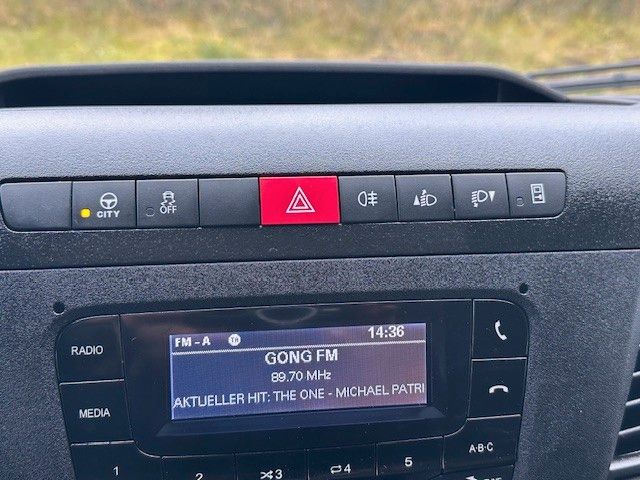 CITY
OFF
FM-A
14:36
GONG FM
89.70 MHz
AKTUELLER HIT: THE ONE - MICHAEL PATRI
RADIO
MEDIA
1
2
3
4
5
A·B·C